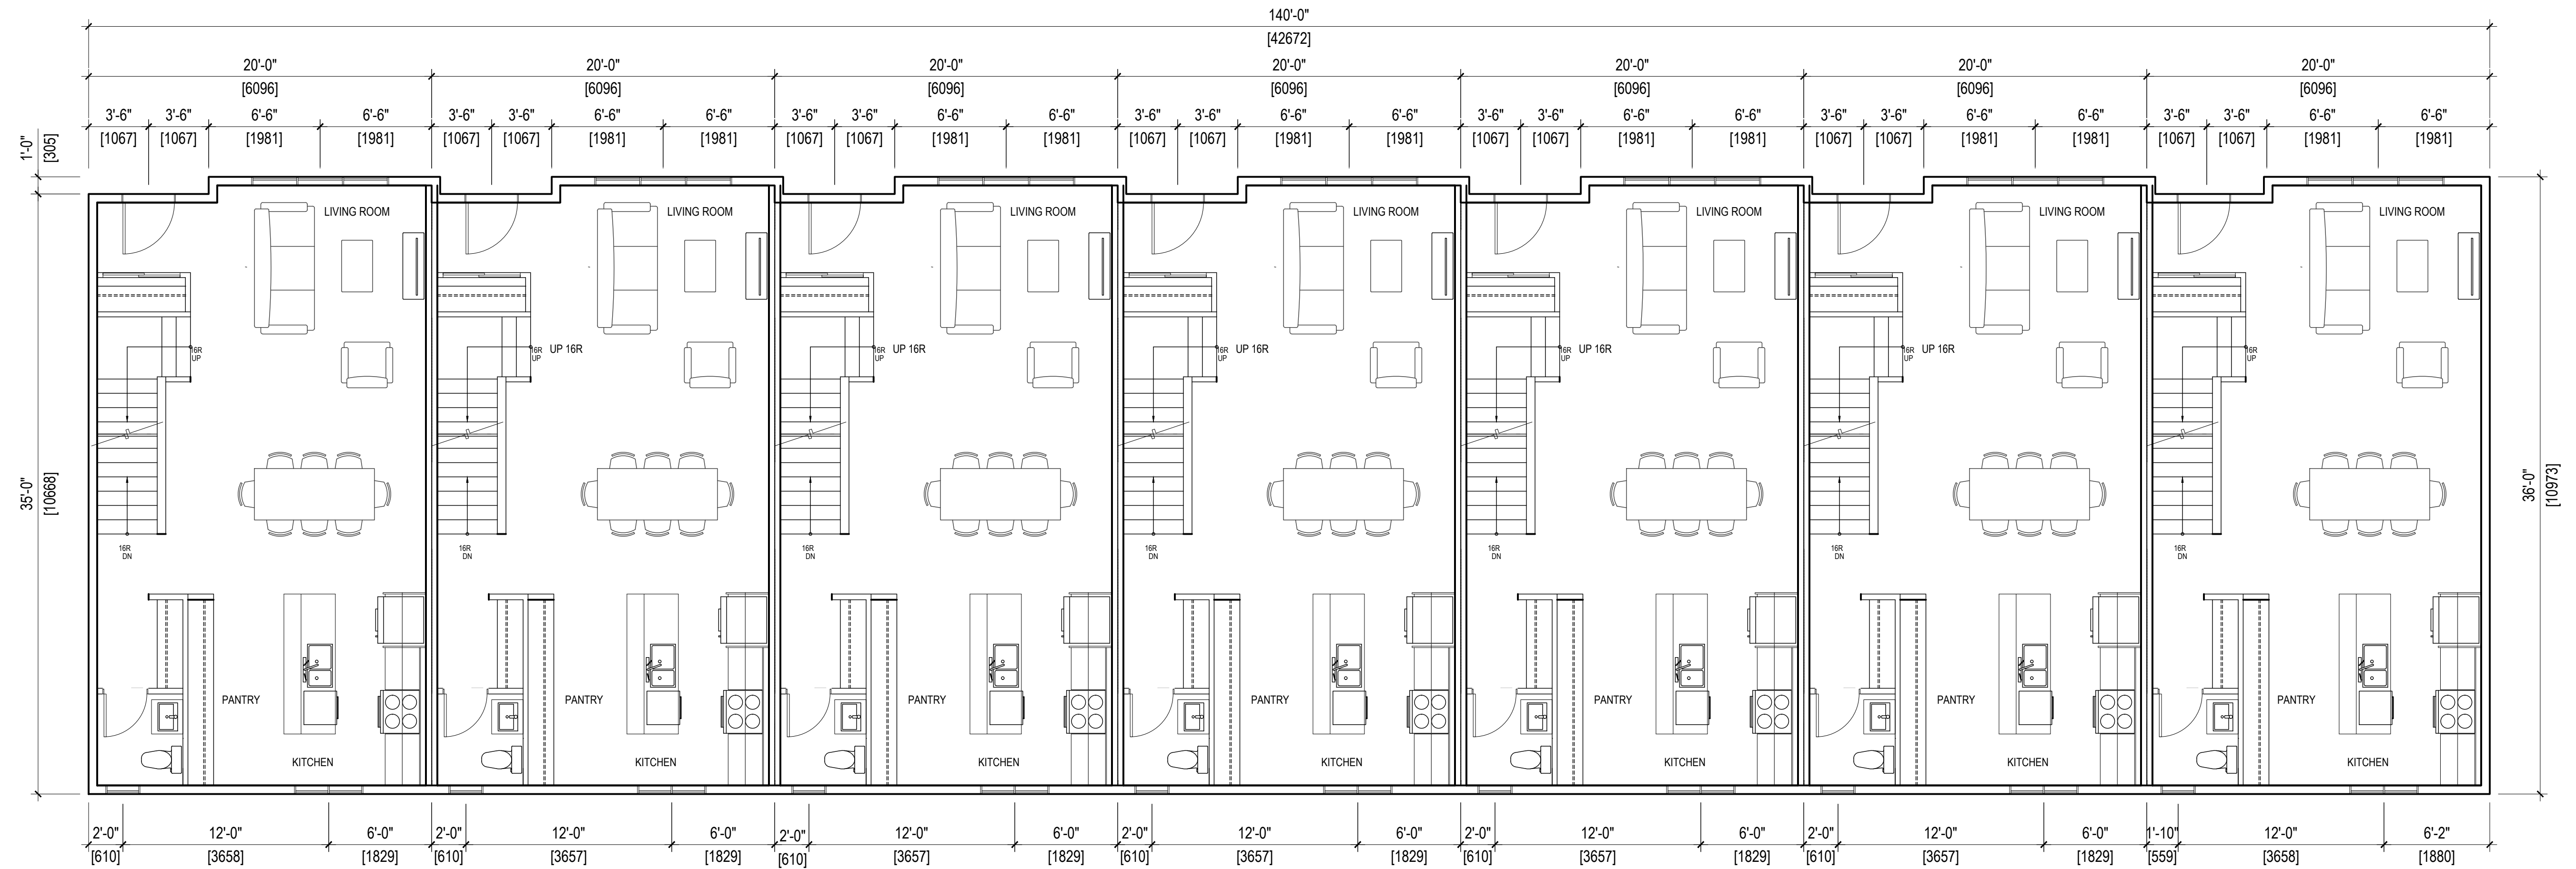 140'-0"
[42672]
20'-0" 20'-0" 20'-0" 20'-0" 20'-0" 20'-0" 20'-0"
[6096] [6096] [6096] [6096] [6096] [6096] [6096]
3'-6" 3'-6" 6'-6" 6'-6" 3'-6" 3'-6" 6'-6" 6'-6" 3'-6" 3'-6" 6'-6" 6'-6" 3'-6" 3'-6" 6'-6" 6'-6" 3'-6" 3'-6" 6'-6" 6'-6" 3'-6" 3'-6" 6'-6" 6'-6" 3'-6" 3'-6" 6'-6" 6'-6"
[1067] [1067] [1981] [1981] [1067] [1067] [1981] [1981] [1067] [1067] [1981] [1981] [1067] [1067] [1981] [1981] [1067] [1067] [1981] [1981] [1067] [1067] [1981] [1981] [1067] [1067] [1981] [1981]
1'-0"
[305]
LIVING ROOM LIVING ROOM LIVING ROOM LIVING ROOM LIVING ROOM LIVING ROOM LIVING ROOM
16R 16R UP 16R 16R UP 16R 16R UP 16R 16R UP 16R 16R UP 16R 16R
UP UP UP UP UP UP UP
35'-0"
[10668]
36'-0"
[10973]
16R 16R 16R 16R 16R 16R 16R
DN DN DN DN DN DN DN
PANTRY PANTRY PANTRY PANTRY PANTRY PANTRY PANTRY
KITCHEN KITCHEN KITCHEN KITCHEN KITCHEN KITCHEN KITCHEN
2'-0" 12'-0" 6'-0" 2'-0" 12'-0" 6'-0" 2'-0" 12'-0" 6'-0" 2'-0" 12'-0" 6'-0" 2'-0" 12'-0" 6'-0" 2'-0" 12'-0" 6'-0" 1'-10" 12'-0" 6'-2"
[610] [3658] [1829] [610] [3657] [1829] [610] [3657] [1829] [610] [3657] [1829] [610] [3657] [1829] [610] [3657] [1829] [559] [3658] [1880]